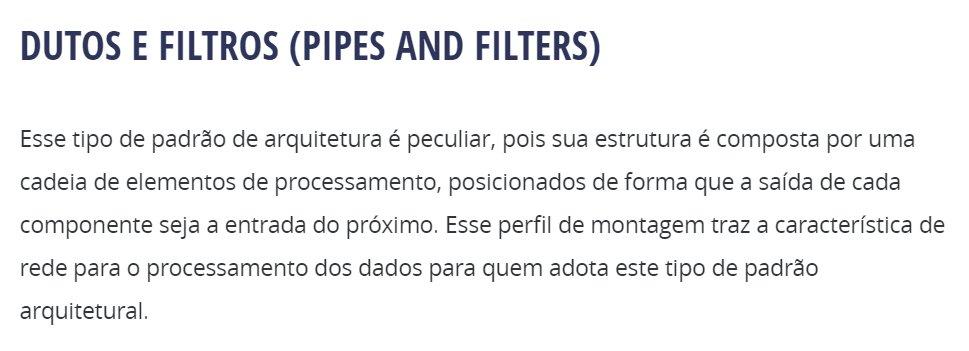 DUTOS E FILTROS (PIPES AND FILTERS)
Esse tipo de padrão de arquitetura é peculiar, pois sua estrutura é composta por uma
cadeia de elementos de processamento, posicionados de forma que a saída de cada
componente seja a entrada do próximo. Esse perfil de montagem traz a característica de
rede para o processamento dos dados para quem adota este tipo de padrão
arquitetural.